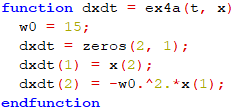 function dxdt = ex4a(t, x)
w0 = 15;
dxdt = zeros(2, 1);
dxdt(1) = x(2);
dxdt(2) = -w0.^2.*x(1);
endfunction